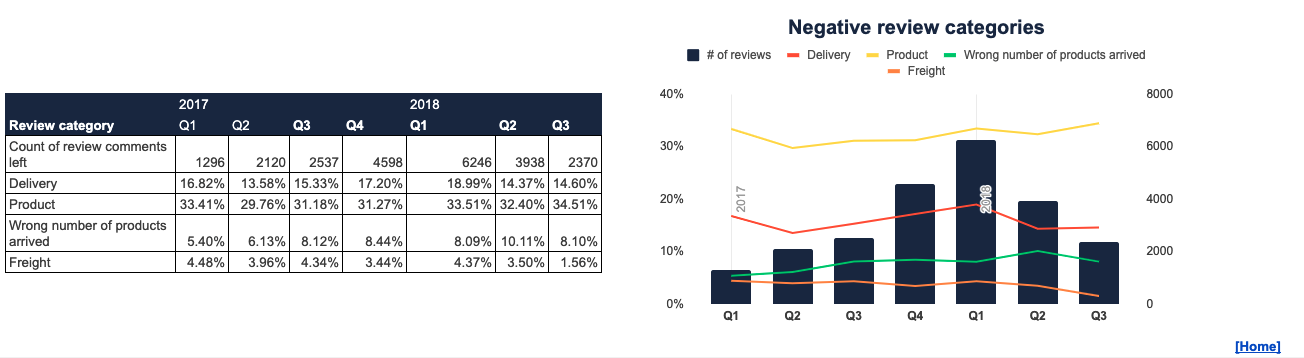 2017 2018
Review category Q1 Q2 Q3 Q4 Q1 Q2 Q3
Count of review comments
left 1296 2120 2537 4598 6246 3938 2370
Delivery 16.82% 13.58% 15.33% 17.20% 18.99% 14.37% 14.60%
Product 33.41% 29.76% 31.18% 31.27% 33.51% 32.40% 34.51%
Wrong number of products
arrived 5.40% 6.13% 8.12% 8.44% 8.09% 10.11% 8.10%
Freight 4.48% 3.96% 4.34% 3.44% 4.37% 3.50% 1.56%
Negative review categories
# of reviews Delivery Product Wrong number of products arrived
Freight
40% 8000
30% 6000
20% 4000
10% 2000
0% 0
2017
2018
Q1 Q2 Q3 Q4 Q1 Q2 Q3
[Home]